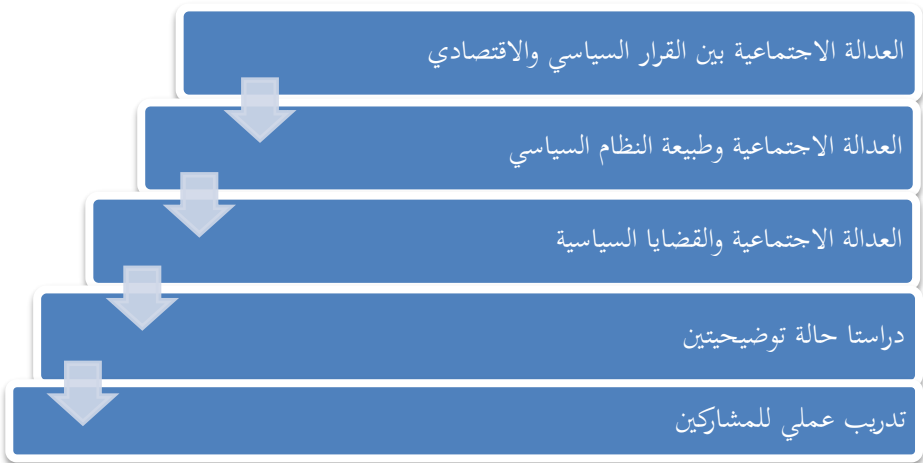 العدالة الاجتماعية بين القرار السياسي والاقتصادي
العدالة الاجتماعية وطبيعة النظام السياسي
العدالة الاجتماعية والقضايا السياسية
دراستا حالة توضيحيتين
تدريب عملي للمشاركين